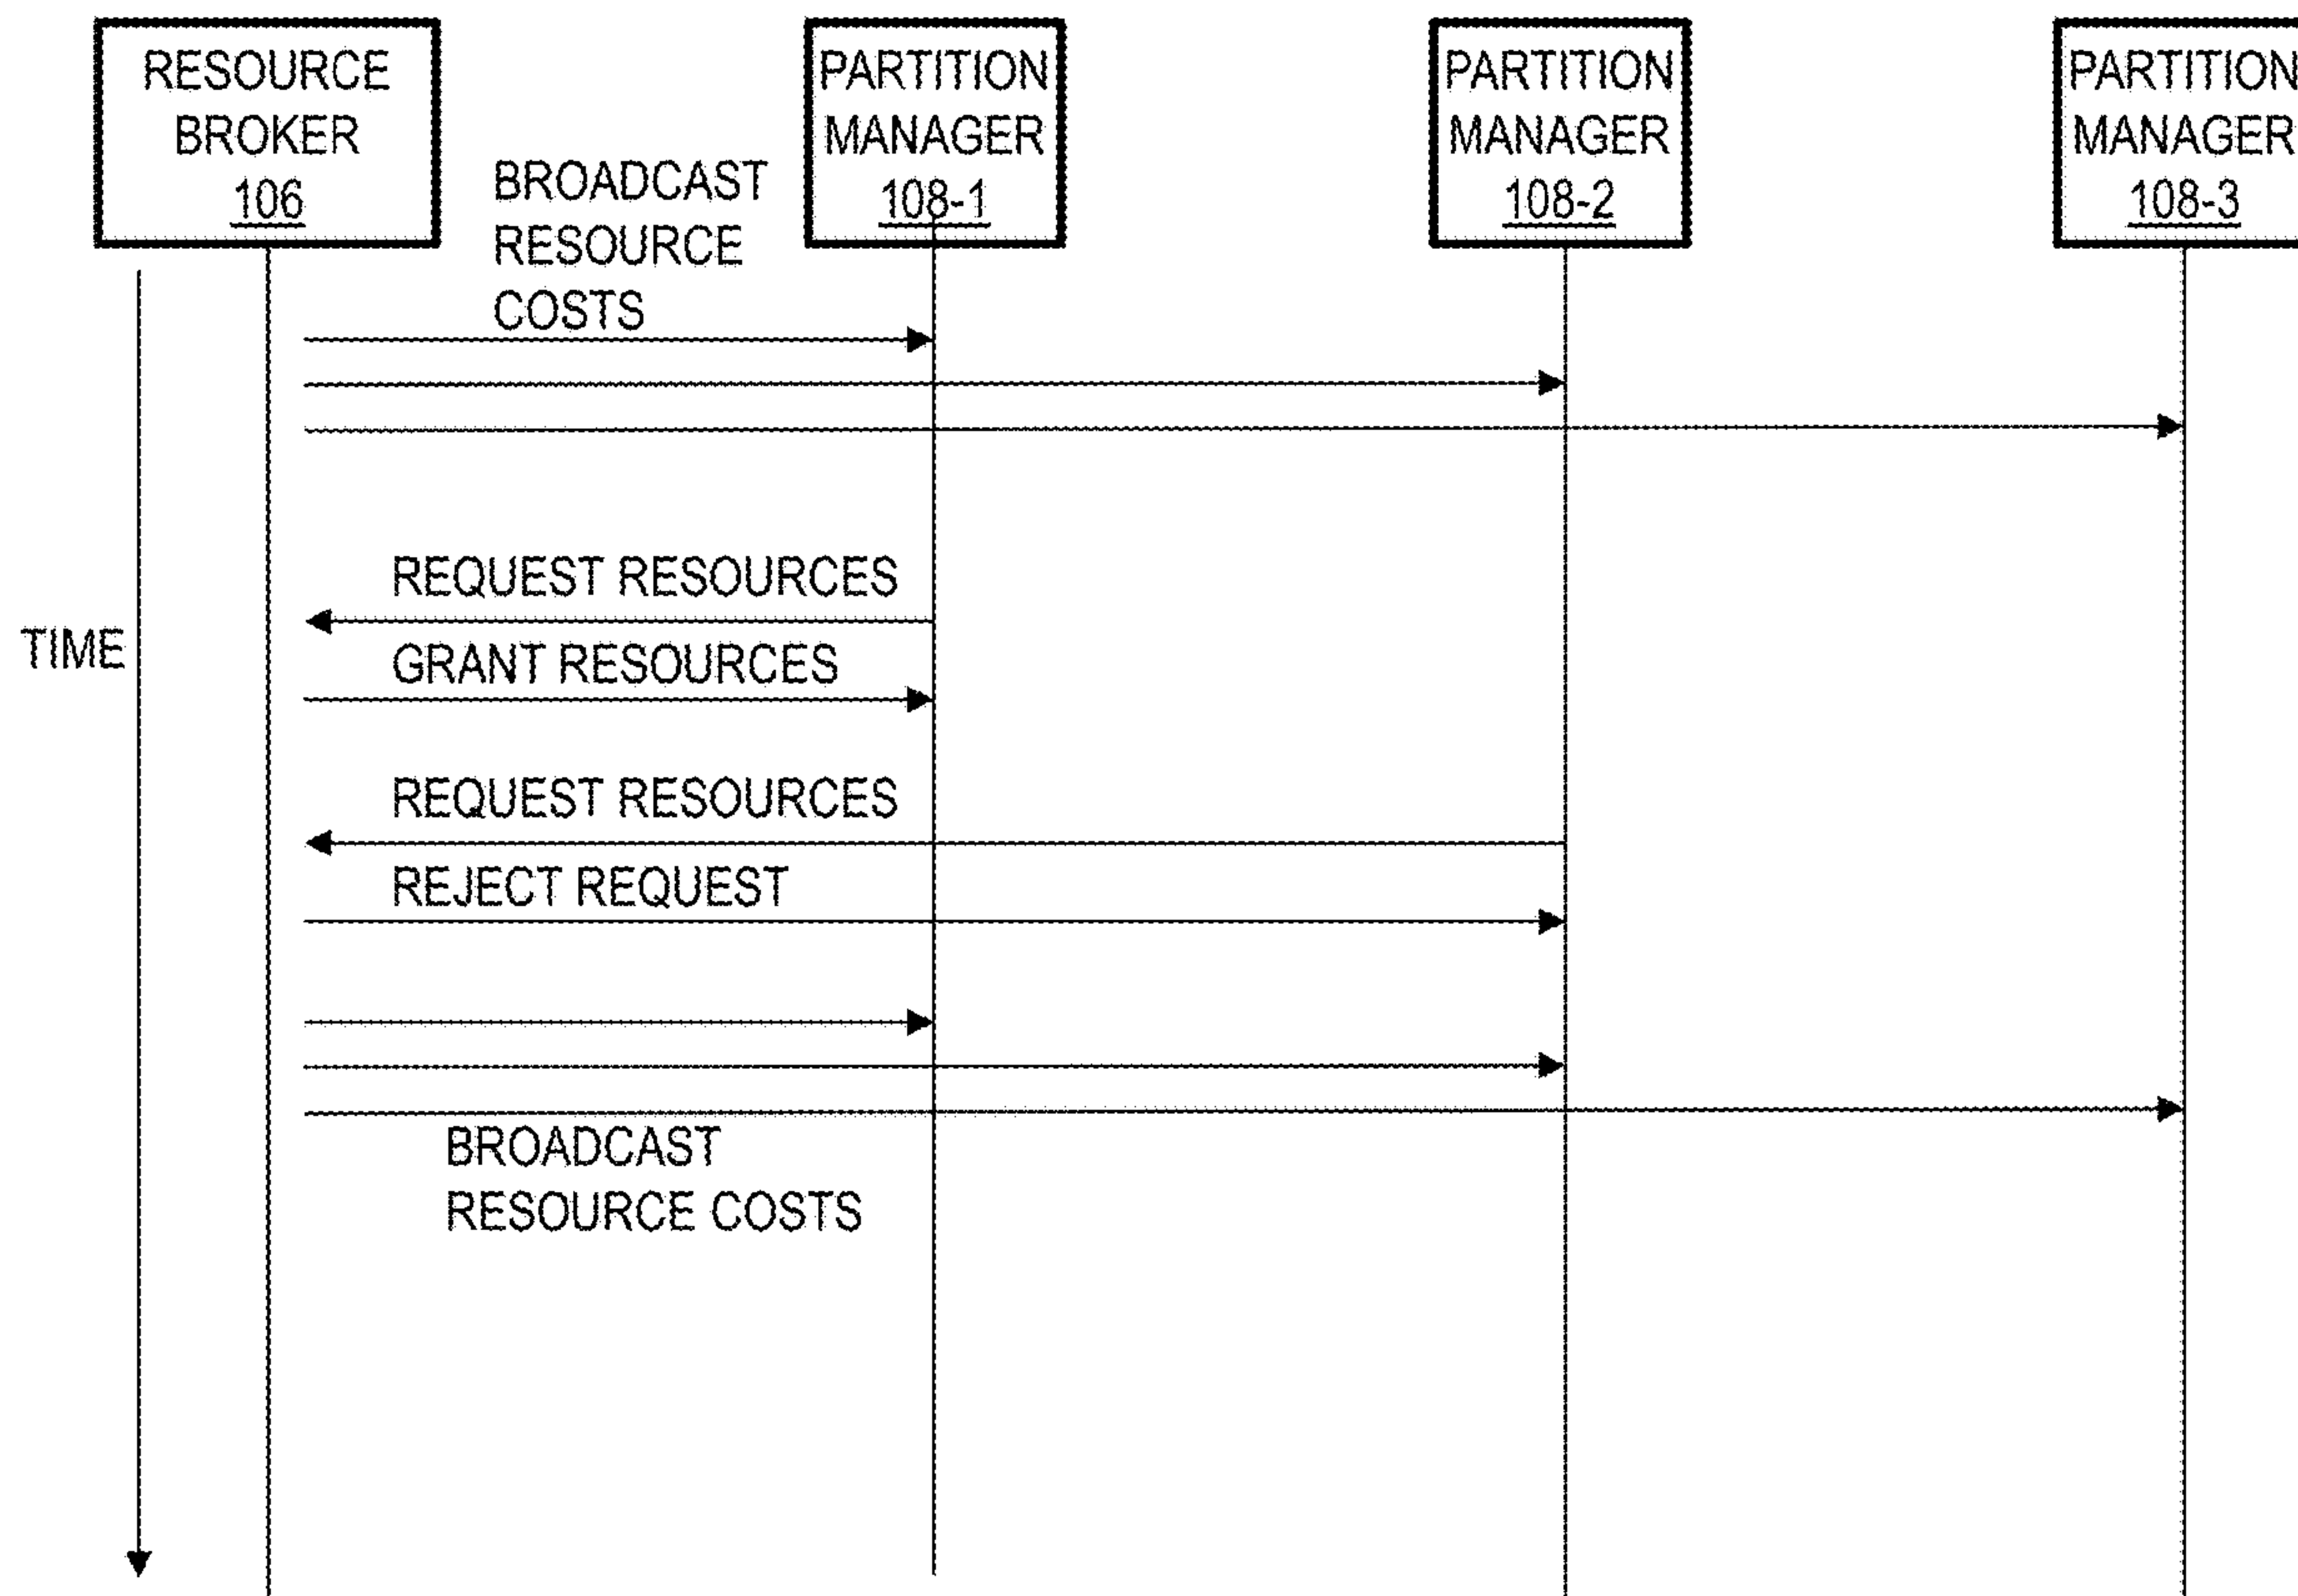 RESOURCE
BROKER
106
PARTITION
MANAGER
108-1
PARTITION
MANAGER
108-2
PARTITION
MANAGER
108-3
BROADCAST
RESOURCE
COSTS
REQUEST RESOURCES
TIME
GRANT RESOURCES
REQUEST RESOURCES
REJECT REQUEST
BROADCAST
RESOURCE COSTS